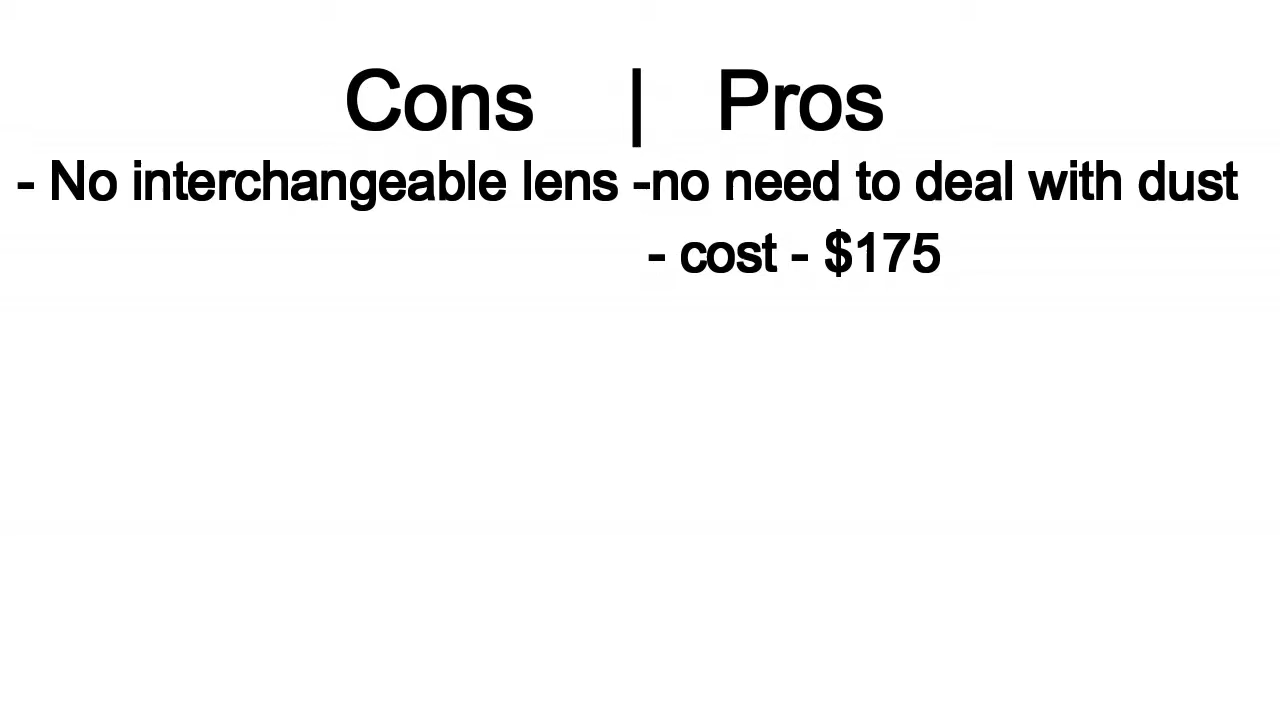 Cons | Pros
- No interchangeable lens -no need to deal with dust
- cost - $175